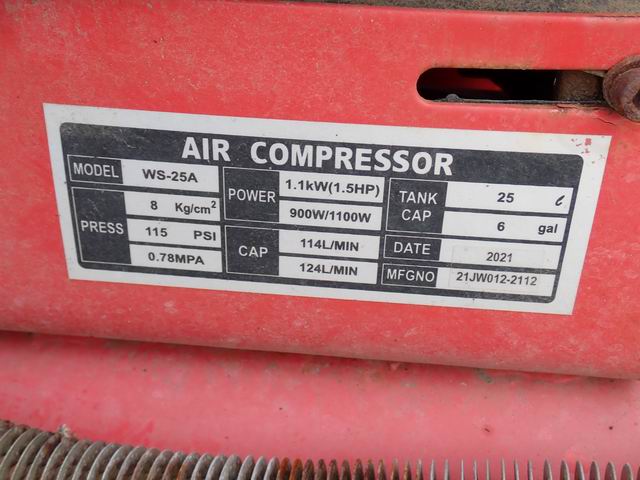 AIR COMPRESSOR
MODEL WS-25A
PRESS 8 Kg/cm²
115 PSI
0.78MPA
POWER 1.1kW(1.5HP)
900W/1100W
CAP 114L/MIN
124L/MIN
TANK CAP 25 ℓ
6 gal
DATE 2021
MFGNO 21JW012-2112